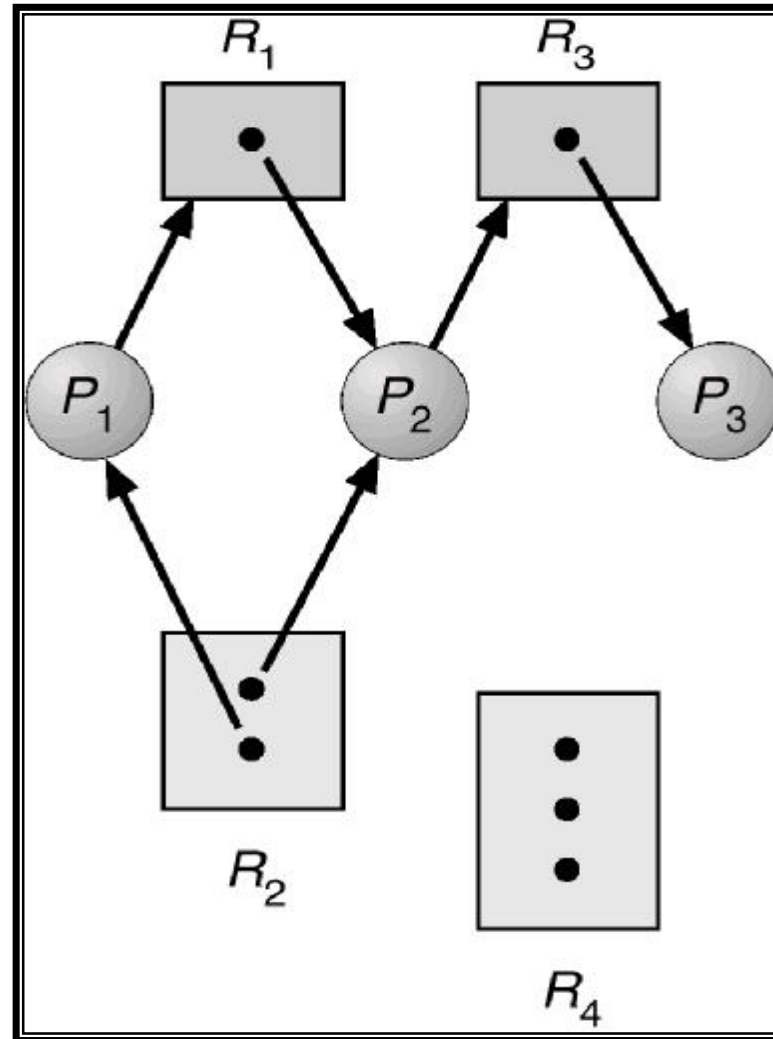 R₁ R₃
P₁ P₂ P₃
R₂
R₄